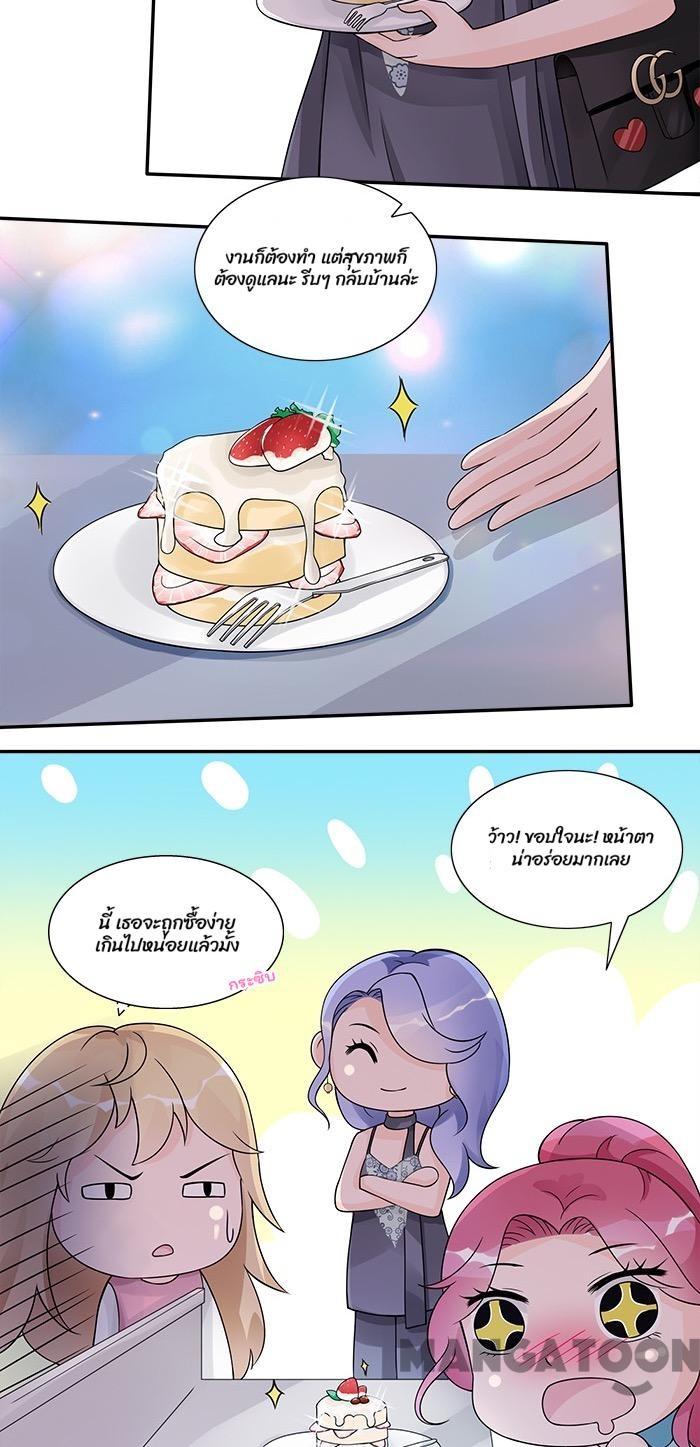 งานก็ต้องทำ แต่สุขภาพก็
ต้องดูแลนะ รีบๆ กลับบ้านล่ะ
ว้าว! ขอบใจนะ! หน้าตา
น่าอร่อยมากเลย
นี้ เธอจะถูกซื้อง่าย
เกินไปหน่อยแล้วมั้ง
กระซิบ
MANGATOON